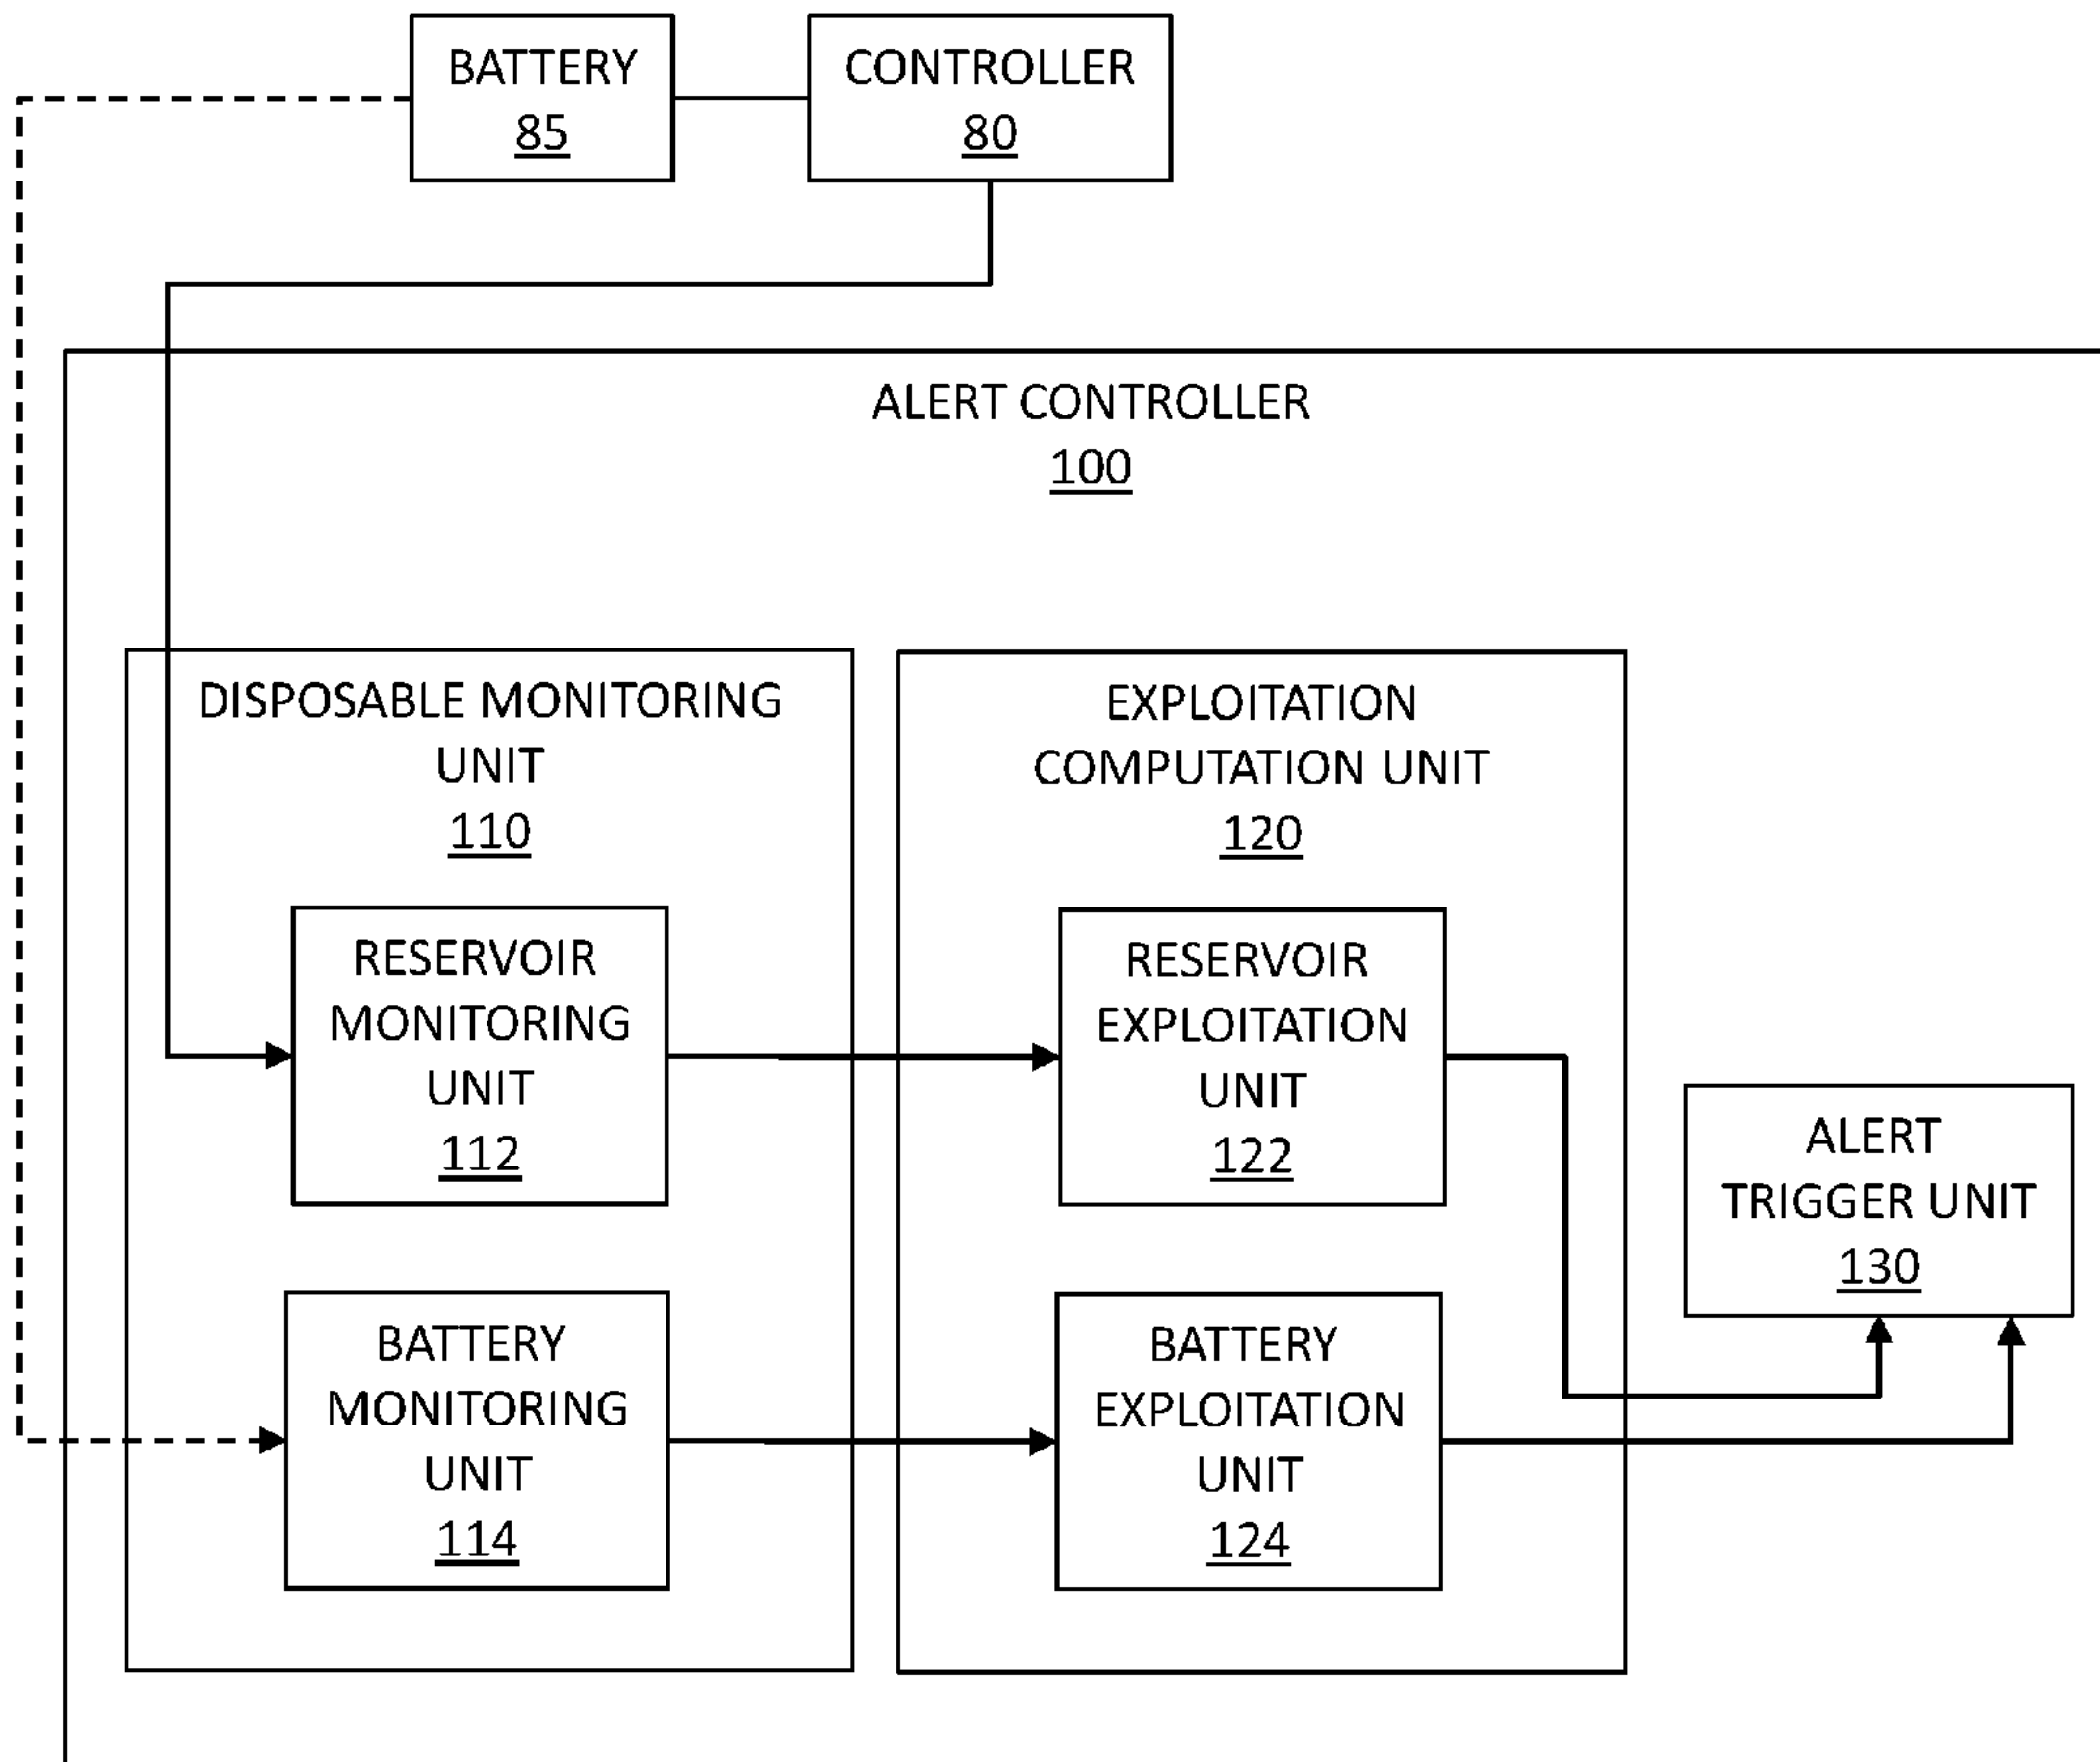 BATTERY
85
CONTROLLER
80
ALERT CONTROLLER
100
DISPOSABLE MONITORING
UNIT
110
EXPLOITATION
COMPUTATION UNIT
120
RESERVOIR
MONITORING
UNIT
112
RESERVOIR
EXPLOITATION
UNIT
122
ALERT
TRIGGER UNIT
130
BATTERY
MONITORING
UNIT
114
BATTERY
EXPLOITATION
UNIT
124